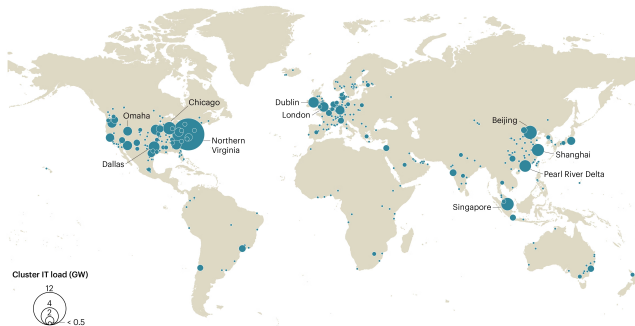 Chicago
Omaha
Northern
Virginia
Dallas
Dublin
London
Beijing
Shanghai
Pearl River Delta
Singapore
Cluster IT load (GW)
12
4
2
< 0.5